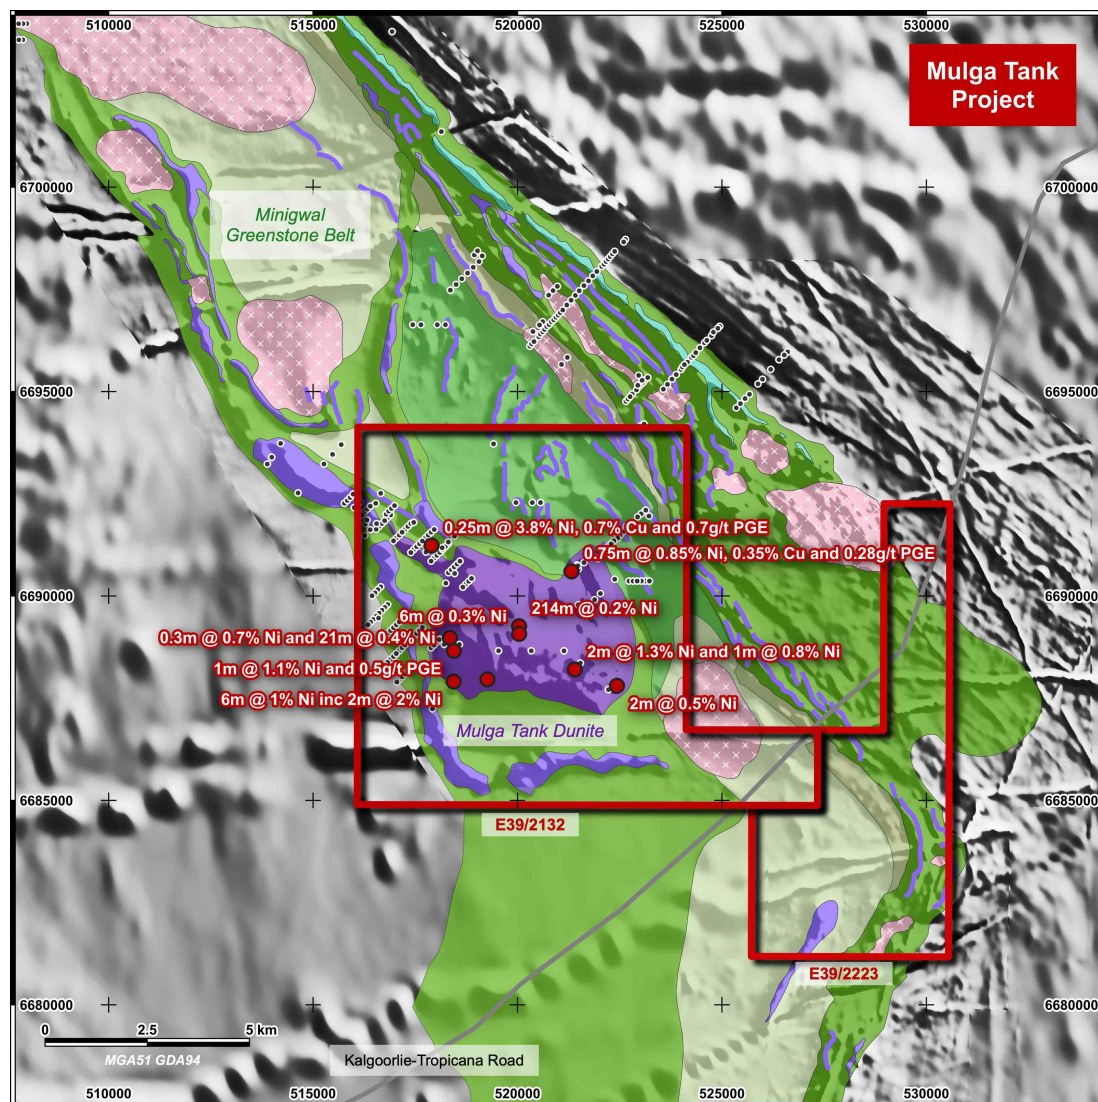 510000
515000
520000
525000
530000
Mulga Tank
Project
6700000
6700000
Minigwal
Greenstone Belt
6695000
6695000
0.25m @ 3.8% Ni, 0.7% Cu and 0.7g/t PGE
0.75m @ 0.85% Ni, 0.35% Cu and 0.28g/t PGE
6690000
6690000
6m @ 0.3% Ni
214m @ 0.2% Ni
0.3m @ 0.7% Ni and 21m @ 0.4% Ni
2m @ 1.3% Ni and 1m @ 0.8% Ni
1m @ 1.1% Ni and 0.5g/t PGE
6m @ 1% Ni inc 2m @ 2% Ni
2m @ 0.5% Ni
Mulga Tank Dunite
6685000
6685000
E39/2132
E39/2223
6680000
6680000
0 2.5 5 km
MGA51 GDA94
Kalgoorlie-Tropicana Road
510000
515000
520000
525000
530000